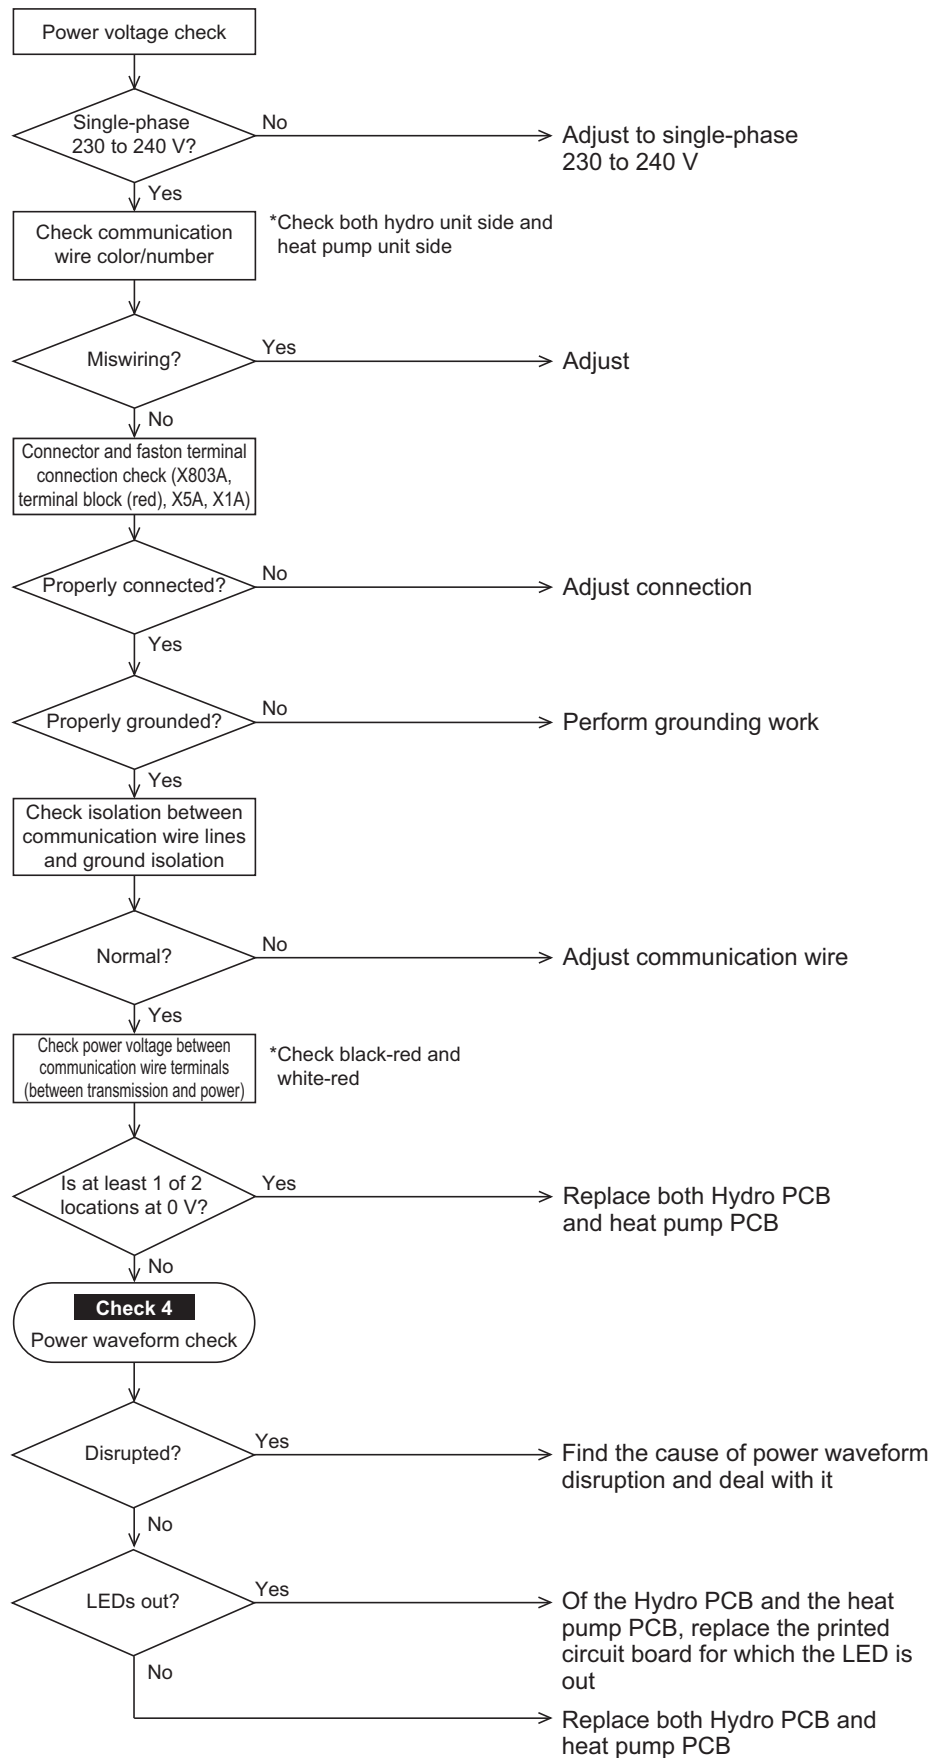 Power voltage check
Single-phase
230 to 240 V?
No
Adjust to single-phase
230 to 240 V
Yes
Check communication
wire color/number
*Check both hydro unit side and
heat pump unit side
Miswiring?
Yes
Adjust
No
Connector and faston terminal
connection check (X803A,
terminal block (red), X5A, X1A)
Properly connected?
No
Adjust connection
Yes
Properly grounded?
No
Perform grounding work
Yes
Check isolation between
communication wire lines
and ground isolation
Normal?
No
Adjust communication wire
Yes
Check power voltage between
communication wire terminals
(between transmission and power)
*Check black-red and
white-red
Is at least 1 of 2
locations at 0 V?
Yes
Replace both Hydro PCB
and heat pump PCB
No
Check 4
Power waveform check
Disrupted?
Yes
Find the cause of power waveform
disruption and deal with it
No
LEDs out?
Yes
Of the Hydro PCB and the heat
pump PCB, replace the printed
circuit board for which the LED is
out
No
Replace both Hydro PCB and
heat pump PCB